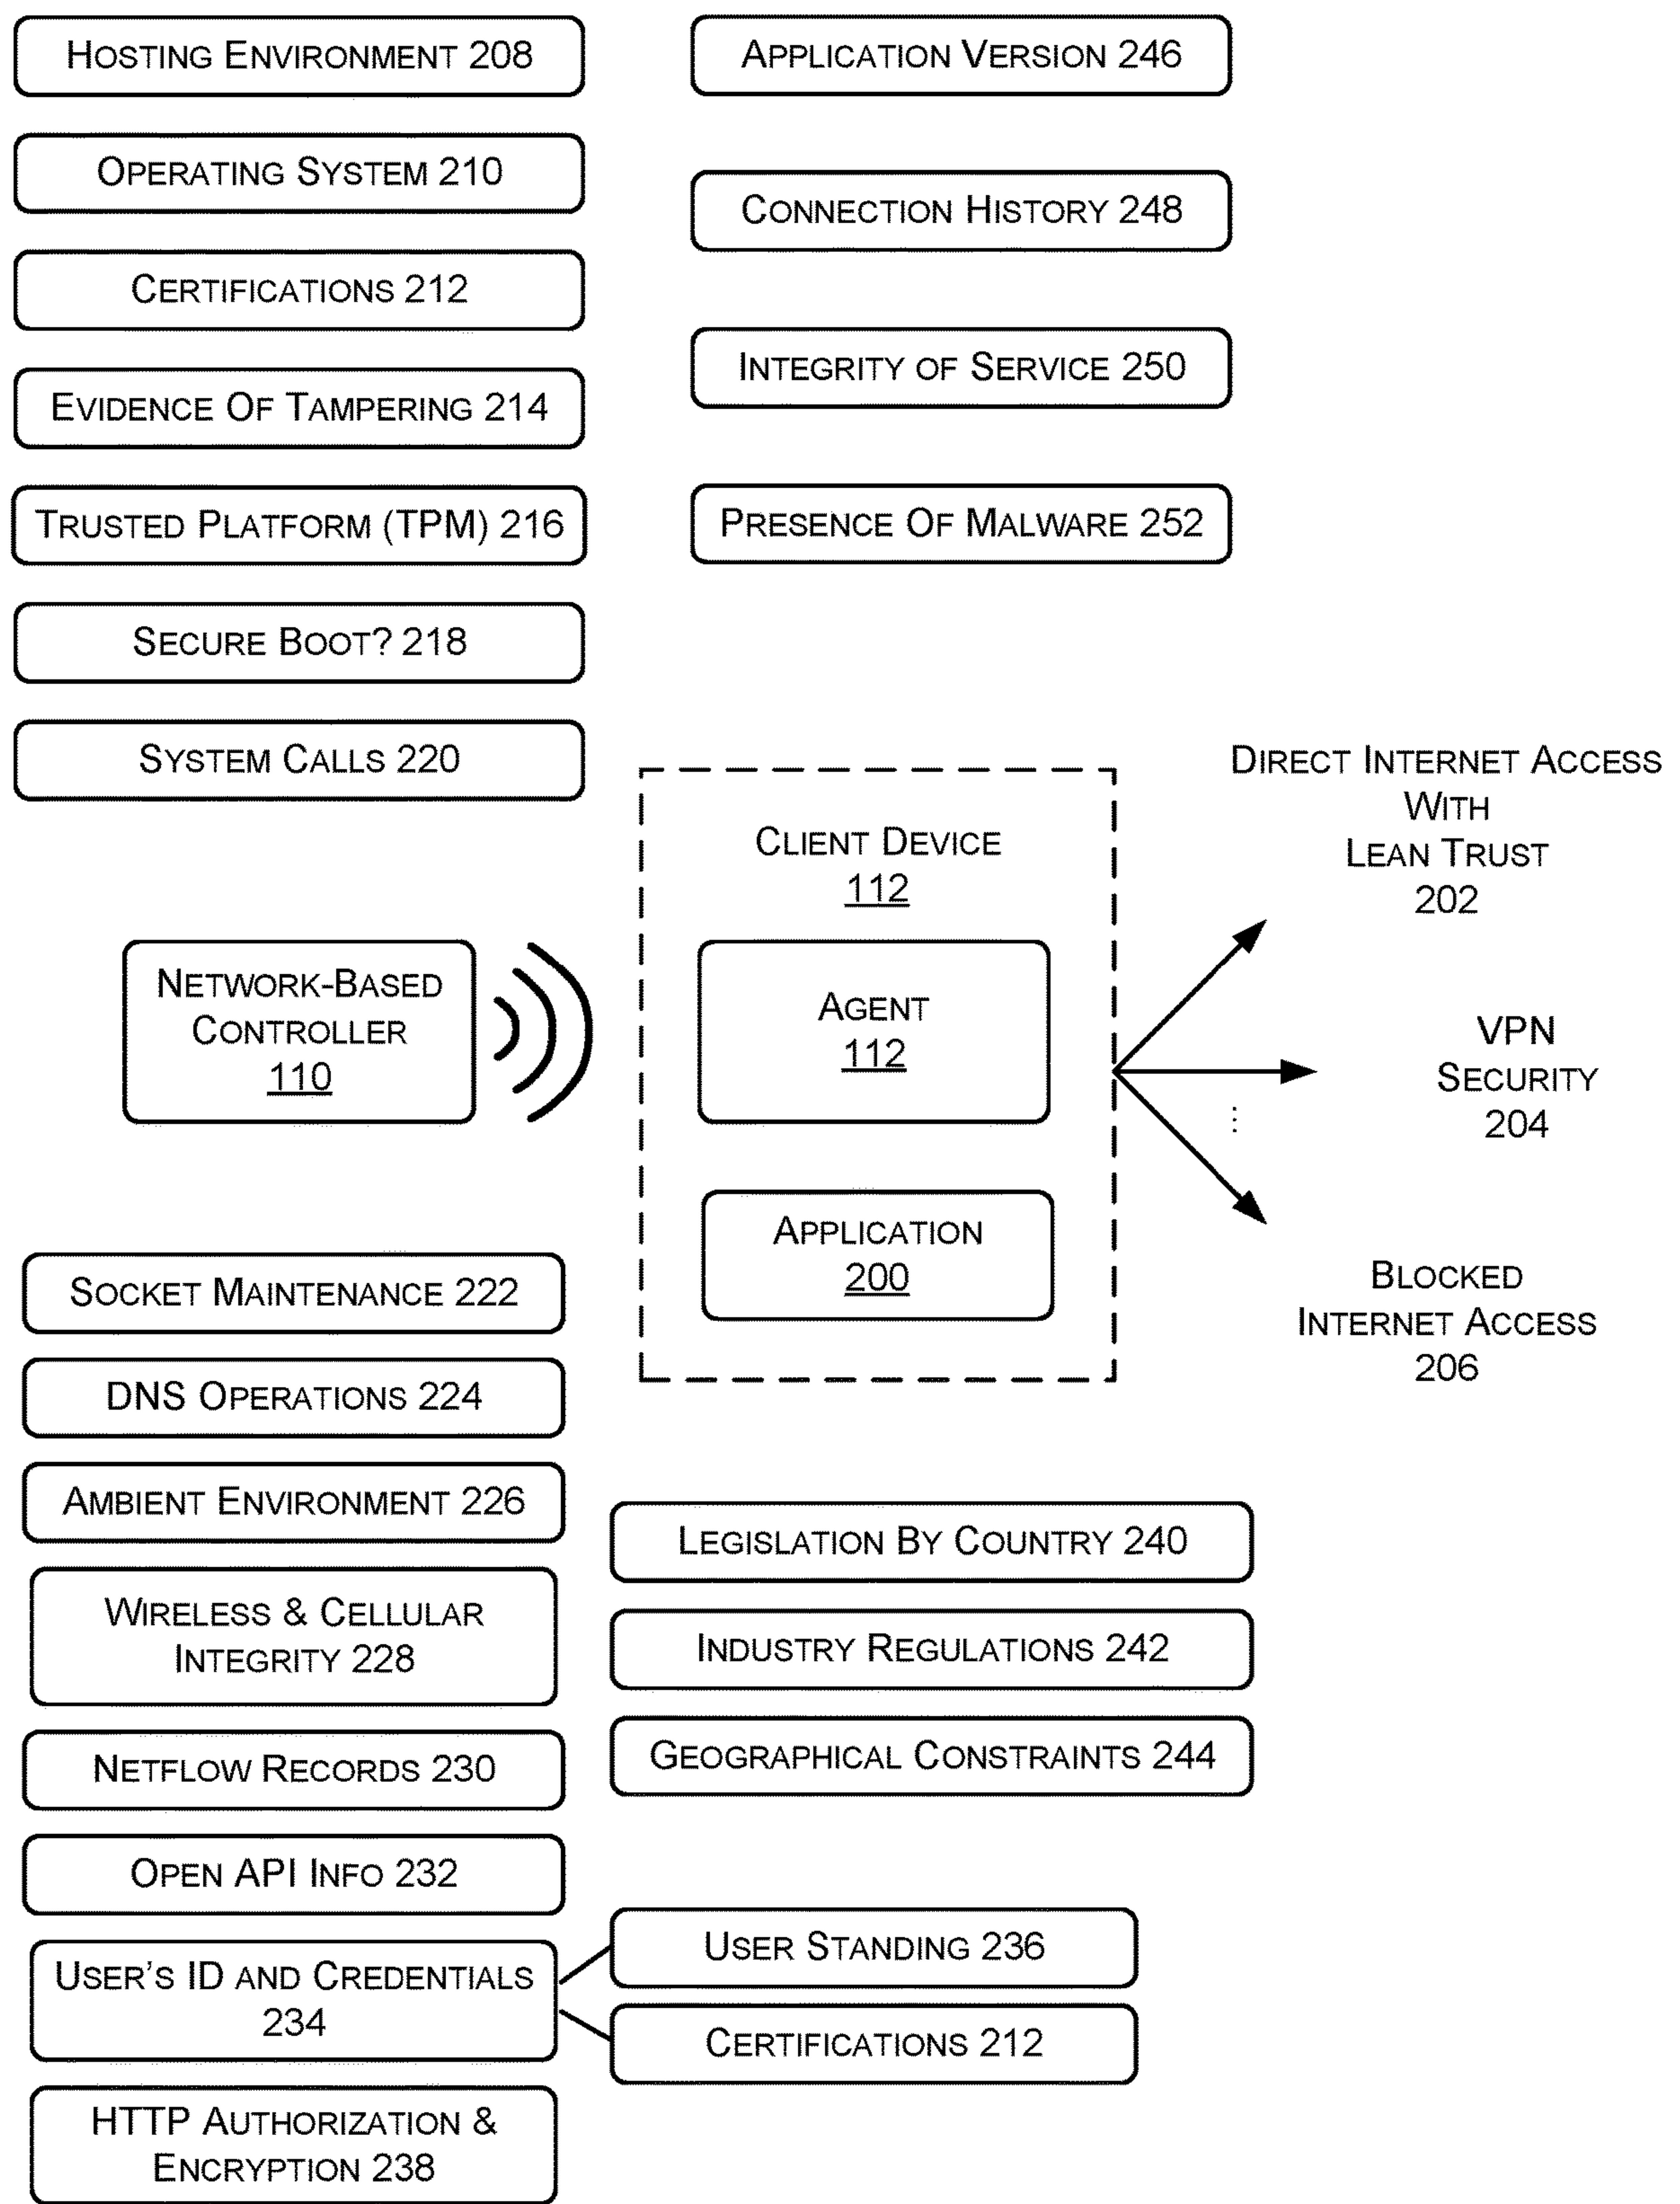 HOSTING ENVIRONMENT 208
OPERATING SYSTEM 210
CERTIFICATIONS 212
EVIDENCE OF TAMPERING 214
TRUSTED PLATFORM (TPM) 216
SECURE BOOT? 218
SYSTEM CALLS 220
APPLICATION VERSION 246
CONNECTION HISTORY 248
INTEGRITY OF SERVICE 250
PRESENCE OF MALWARE 252
NETWORK-BASED
CONTROLLER
110
CLIENT DEVICE
112
AGENT
112
APPLICATION
200
DIRECT INTERNET ACCESS
WITH
LEAN TRUST
202
VPN
SECURITY
204
...
BLOCKED
INTERNET ACCESS
206
SOCKET MAINTENANCE 222
DNS OPERATIONS 224
AMBIENT ENVIRONMENT 226
WIRELESS & CELLULAR
INTEGRITY 228
NETFLOW RECORDS 230
OPEN API INFO 232
USER'S ID AND CREDENTIALS
234
HTTP AUTHORIZATION &
ENCRYPTION 238
LEGISLATION BY COUNTRY 240
INDUSTRY REGULATIONS 242
GEOGRAPHICAL CONSTRAINTS 244
USER STANDING 236
CERTIFICATIONS 212